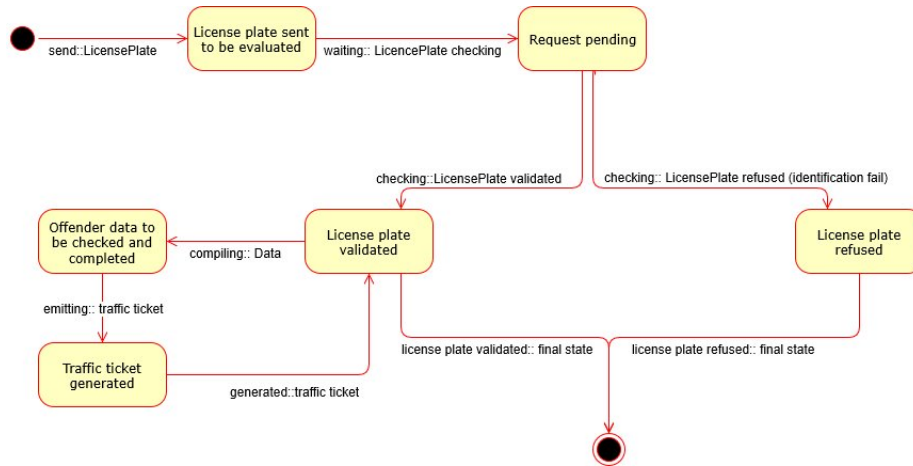 License plate sent
to be evaluated
Request pending
send::LicensePlate
waiting:: LicencePlate checking
checking::LicensePlate validated
checking:: LicensePlate refused (identification fail)
Offender data to
be checked and
completed
License plate
validated
License plate
refused
compiling:: Data
emitting:: traffic ticket
license plate validated:: final state
license plate refused:: final state
Traffic ticket
generated
generated::traffic ticket